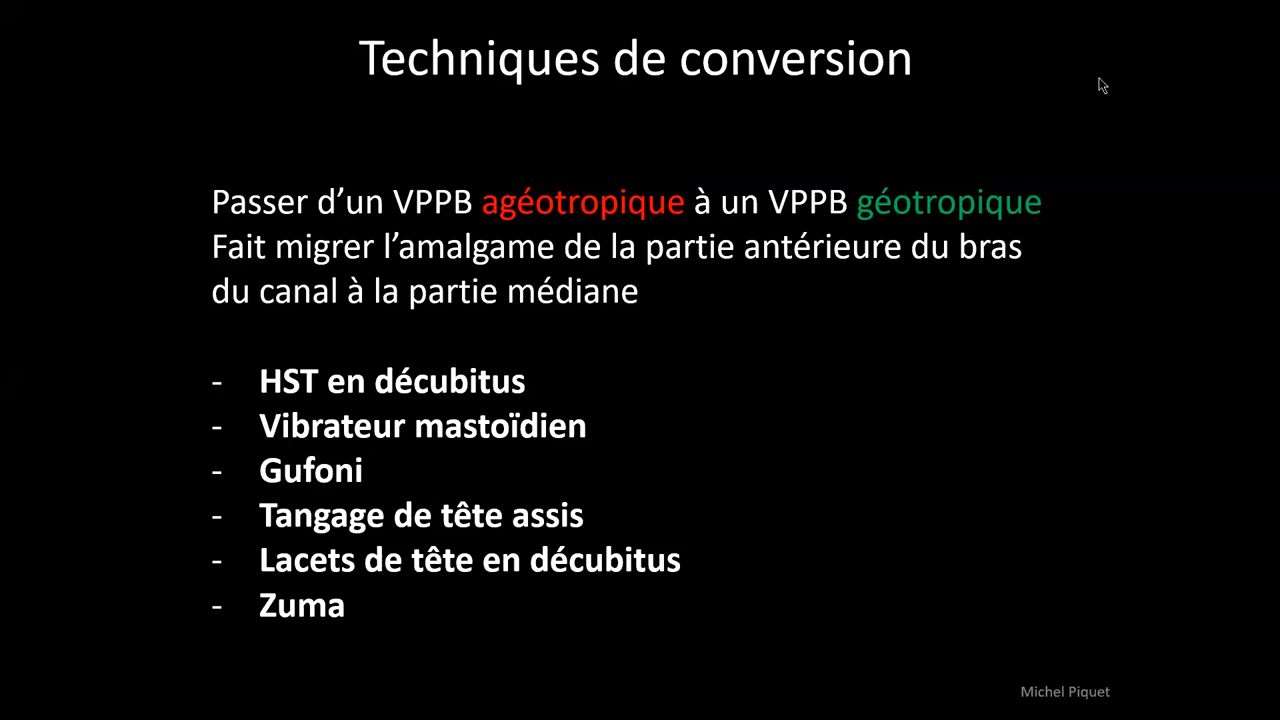 Techniques de conversion
Passer d’un VPPB agéotropique à un VPPB géotropique
Fait migrer l’amalgame de la partie antérieure du bras
du canal à la partie médiane
- HST en décubitus
- Vibrateur mastoïdien
- Gufoni
- Tangage de tête assis
- Lacets de tête en décubitus
- Zuma
Michel Piquet